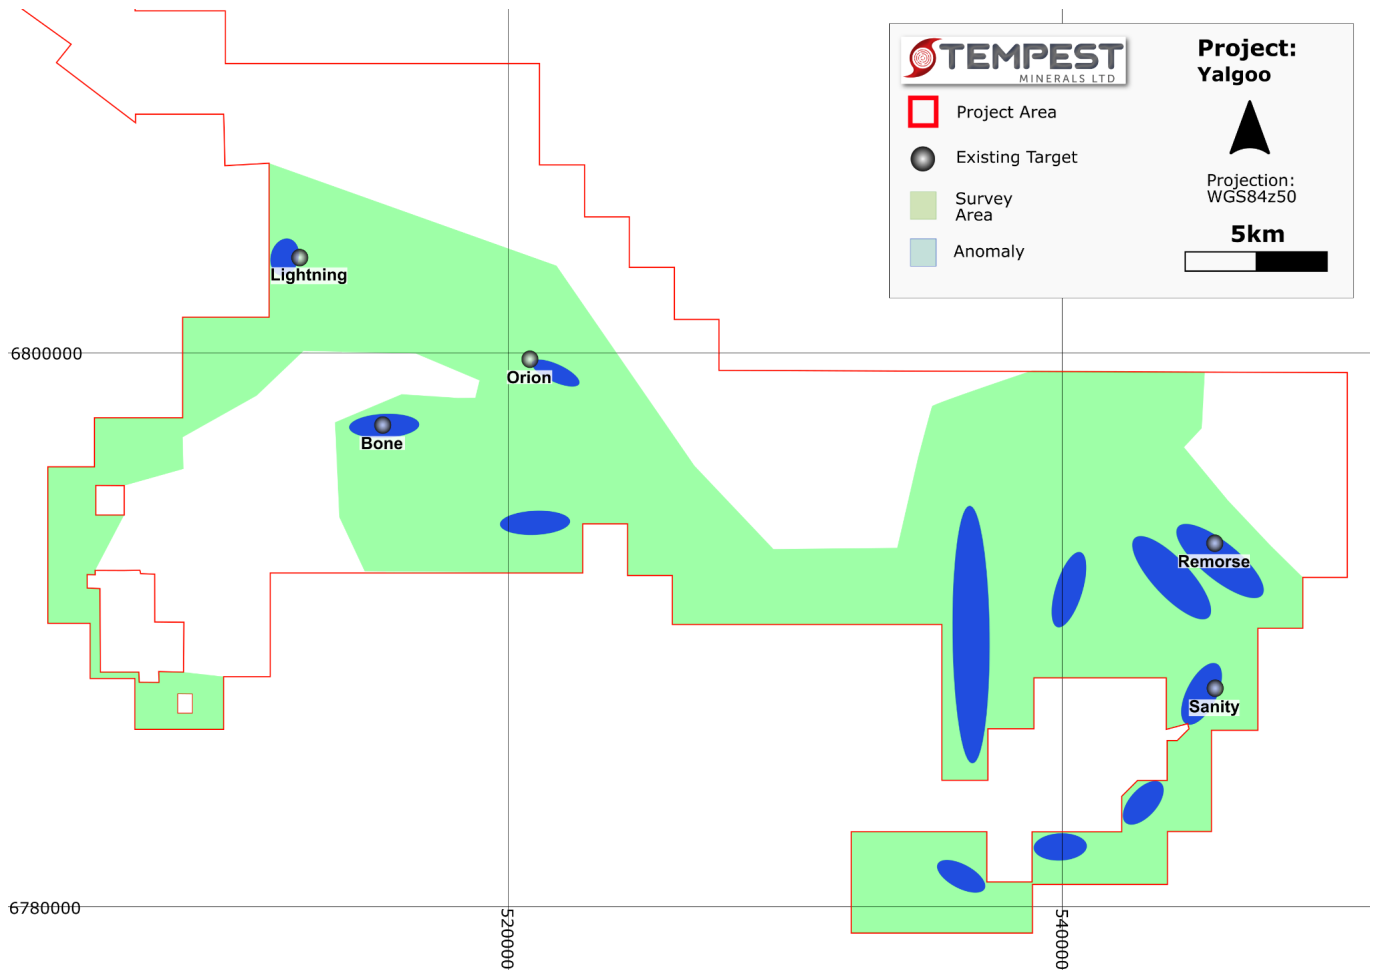 TEMPEST
MINERALS LTD
Project:
Yalgoo
Project Area
Existing Target
Survey
Area
Anomaly
Projection:
WGS84z50
5km
Lightning
6800000
Orion
Bone
Remorse
Sanity
6780000
520000
540000